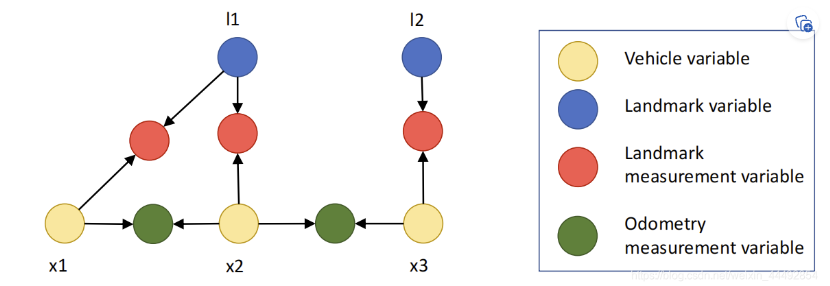 l1
l2
x1
x2
x3
Vehicle variable
Landmark variable
Landmark
measurement variable
Odometry
measurement variable